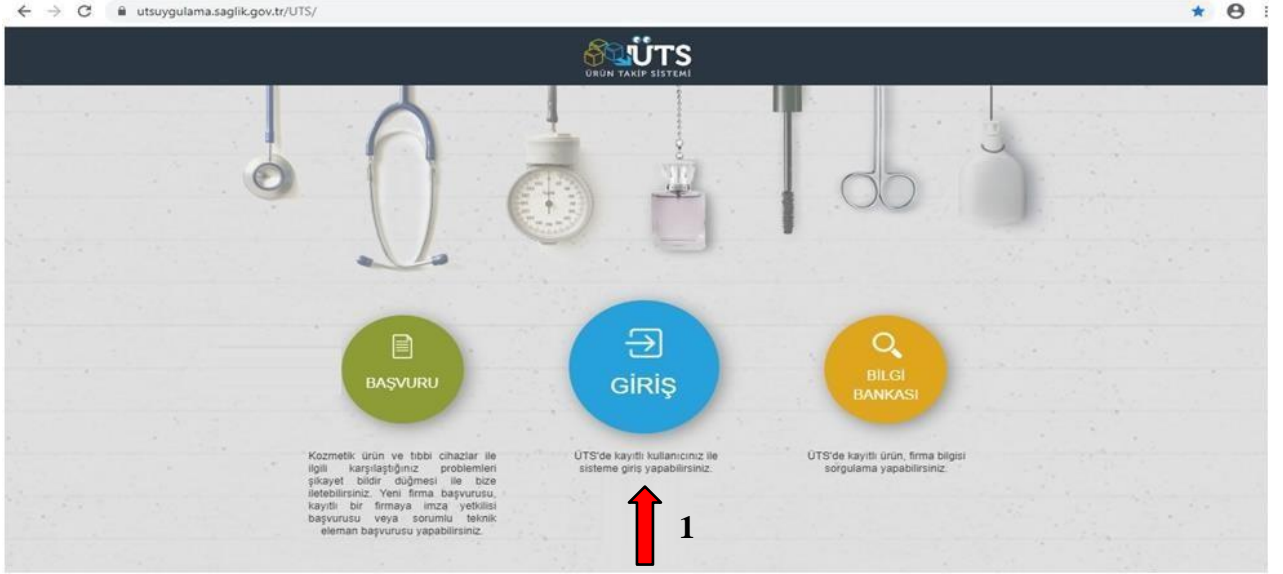 utsuygulama.saglik.gov.tr/UTS/
ÜTS
ÜRÜN TAKİP SİSTEMİ
BAŞVURU
GİRİŞ
BİLGİ
BANKASI
Kozmetik ürün ve tıbbi cihazlar ile
ilgili karşılaştığınız problemleri
şikayet bildir düğmesi ile bize
iletebilirsiniz. Yeni firma başvurusu,
kayıtlı bir firmaya imza yetkilisi
başvurusu veya sorumlu teknik
eleman başvurusu yapabilirsiniz.
ÜTS'de kayıtlı kullanıcınız ile
sisteme giriş yapabilirsiniz.
ÜTS'de kayıtlı ürün, firma bilgisi
sorgulama yapabilirsiniz.
1